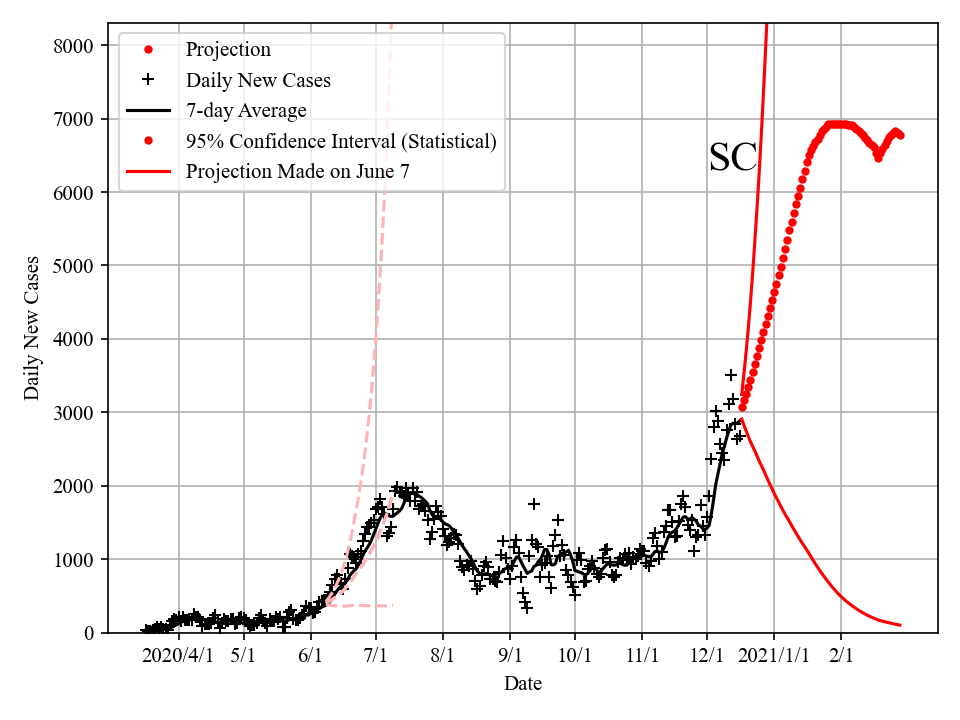 8000
7000
6000
5000
4000
3000
2000
1000
0
Daily New Cases
Projection
Daily New Cases
7-day Average
95% Confidence Interval (Statistical)
Projection Made on June 7
SC
2020/4/1 5/1 6/1 7/1 8/1 9/1 10/1 11/1 12/1 2021/1/1 2/1
Date